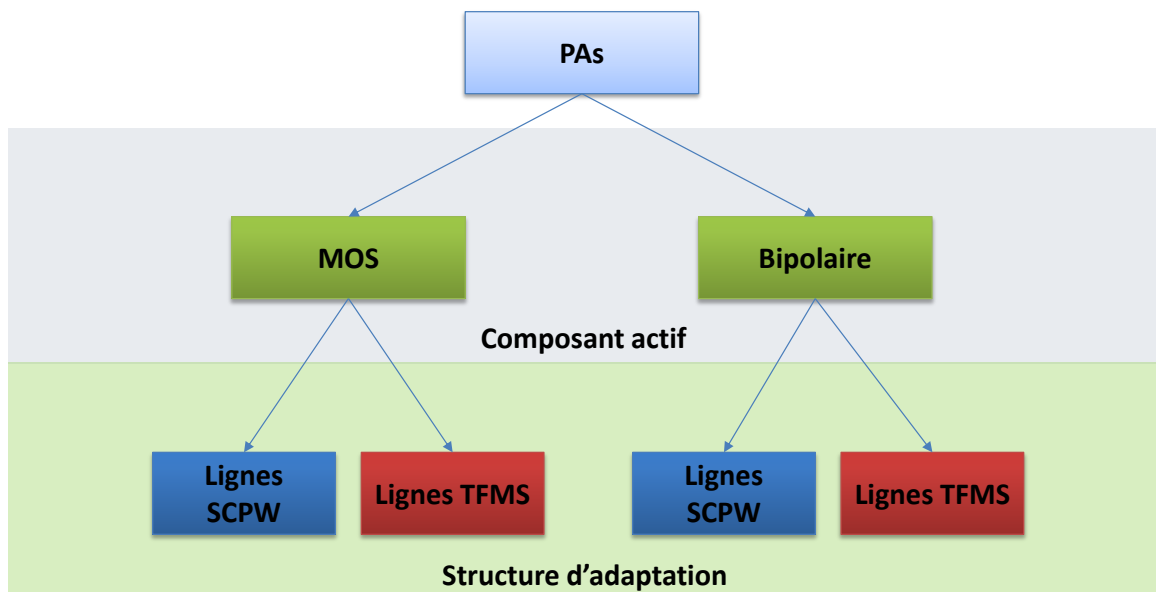 PAs
MOS
Bipolaire
Composant actif
Lignes
SCPW
Lignes TFMS
Lignes
SCPW
Lignes TFMS
Structure d'adaptation